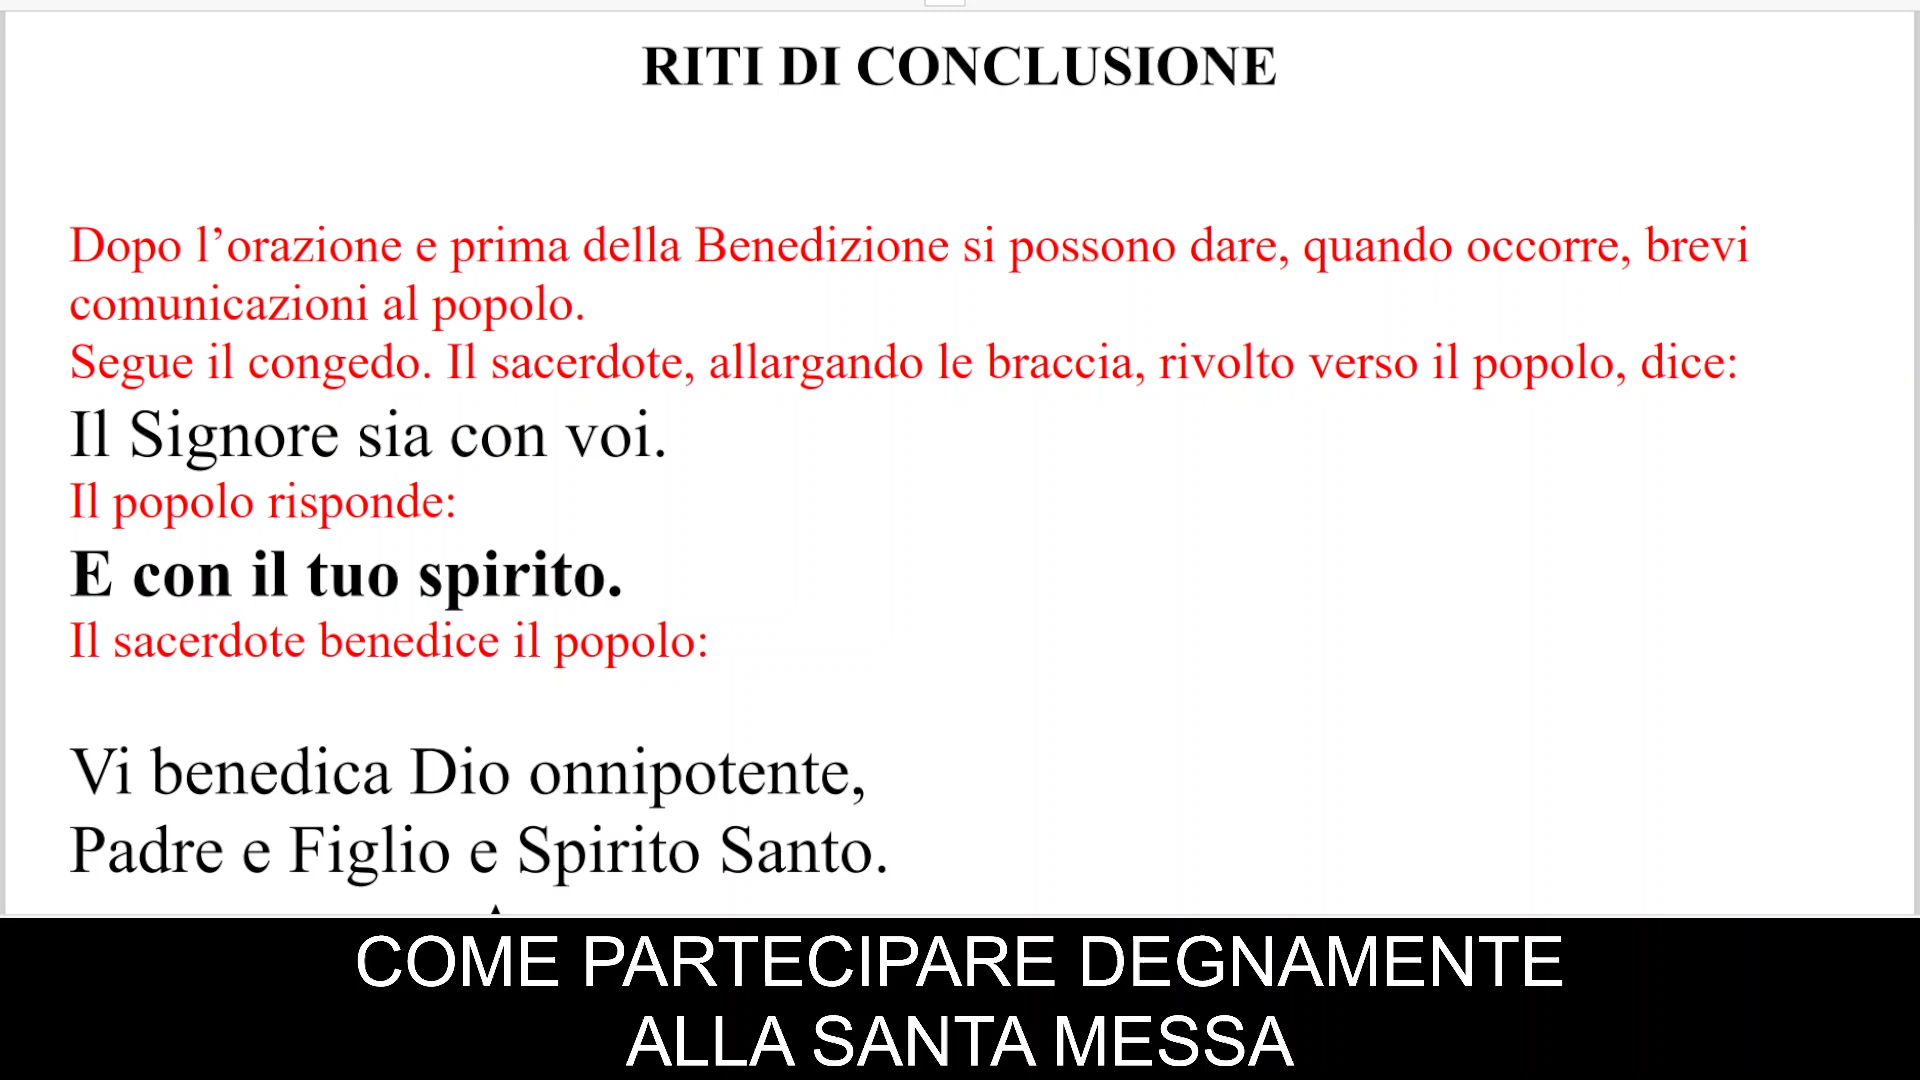 RITI DI CONCLUSIONE
Dopo l’orazione e prima della Benedizione si possono dare, quando occorre, brevi
comunicazioni al popolo.
Segue il congedo. Il sacerdote, allargando le braccia, rivolto verso il popolo, dice:
Il Signore sia con voi.
Il popolo risponde:
E con il tuo spirito.
Il sacerdote benedice il popolo:
Vi benedica Dio onnipotente,
Padre e Figlio e Spirito Santo.
COME PARTECIPARE DEGNAMENTE
ALLA SANTA MESSA